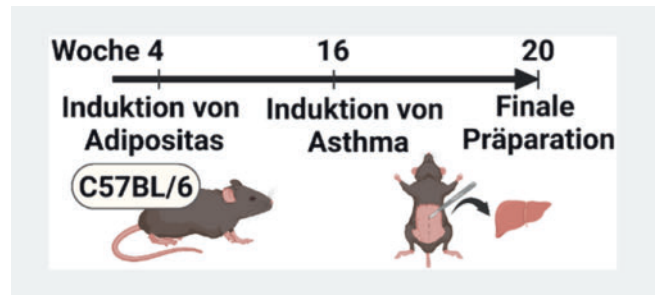 Woche 4 16 20
Induktion von Adipositas
Induktion von Asthma
Finale Präparation
C57BL/6